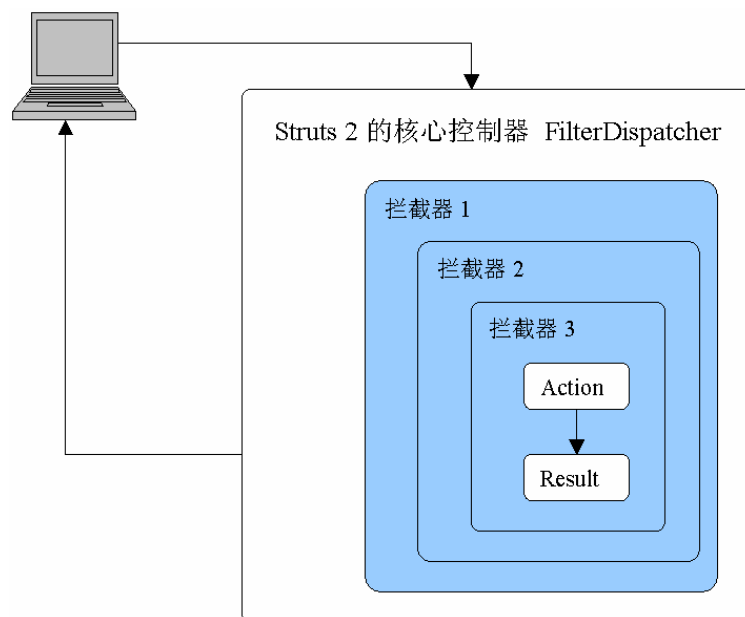 Struts 2 的核心控制器 FilterDispatcher
拦截器 1
拦截器 2
拦截器 3
Action
Result